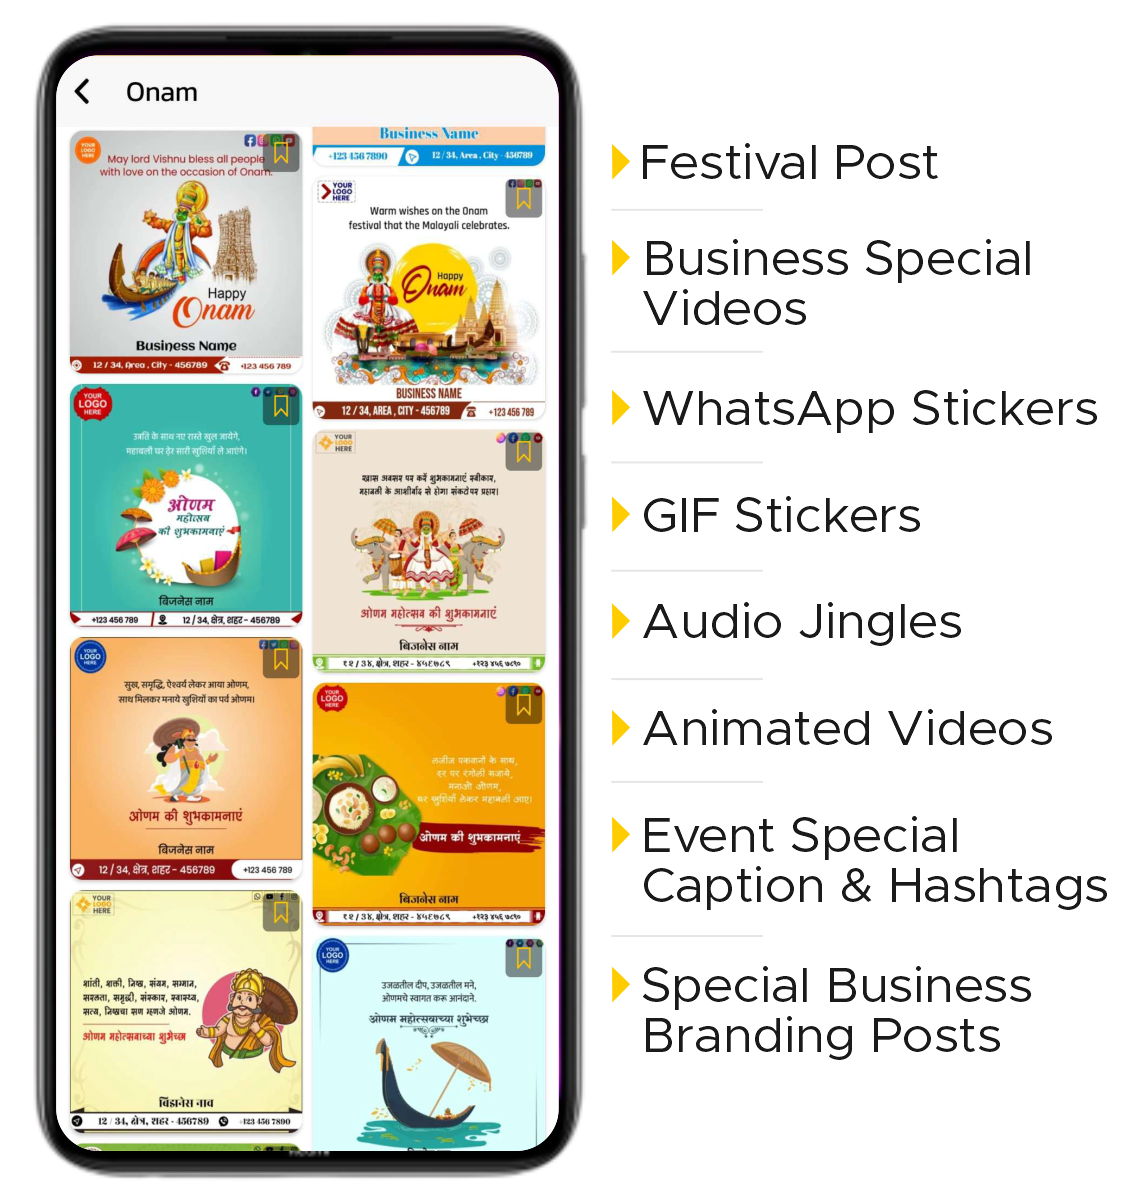 Onam
YOUR
LOGO
HERE
May lord Vishnu bless all people
with love on the occasion of Onam.
Happy
Onam
Business Name
12 / 34, Area , City - 456789
+123 456 789
Business Name
+123 456 7890
12 / 34, Area , City - 456789
YOUR
LOGO
HERE
Warm wishes on the Onam
festival that the Malayali celebrates.
Happy
Onam
BUSINESS NAME
12 / 34, AREA , CITY - 456789
+123 456 789
YOUR
LOGO
HERE
उन्नति के साथ नए रास्ते खुल जायेंगे,
महाबली घर ढ़ेर सारी खुशियाँ ले आएंगे।
ओणम
महोत्सव
की शुभकामनाएं
बिजनेस नाम
+123 456 789
12 / 34, क्षेत्र, शहर - 456789
YOUR
LOGO
HERE
खास अवसर पर करें शुभकामनाएं स्वीकार,
महाबली के आशीर्वाद से होगा संकटो पर प्रहार।
ओणम महोत्सव की शुभकामनाएं
बिजनेस नाम
१२ / ३४, क्षेत्र, शहर - ४५६७८९
+१२३ ४५६ ७८९०
YOUR
LOGO
HERE
सुख, समृद्धि, ऐश्वर्य लेकर आया ओणम,
साथ मिलकर मनाये खुशियों का पर्व ओणम।
ओणम की शुभकामनाएं
बिजनेस नाम
12 / 34, क्षेत्र, शहर - 456789
+123 456 789
YOUR
LOGO
HERE
लजीज पकवानों के साथ,
दर पर रंगोली सजाये,
मनाओ ओणम,
घर खुशियाँ लेकर महाबली आए।
ओणम की शुभकामनाएं
बिजनेस नाम
१२ / ३४, क्षेत्र, शहर - ४५६७८९
+१२३ ४५६ ७८९०
YOUR
LOGO
HERE
शांती, शक्ती, निष्ठ, संयम, सम्मान,
सरलता, समृद्धी, संस्कार, स्वास्थ्य,
सत्य, निष्ठचा सण म्हणजे ओणम.
ओणम महोत्सवाच्या शुभेच्छा
बिझनेस नाव
12 / 34, क्षेत्र, शहर - 456789
+123 456 7890
YOUR
LOGO
HERE
उजळतील दीप, उजळतील मने,
ओणमचे स्वागत करू आनंदाने.
ओणम महोत्सवाच्या शुभेच्छा
Festival Post
Business Special
Videos
WhatsApp Stickers
GIF Stickers
Audio Jingles
Animated Videos
Event Special
Caption & Hashtags
Special Business
Branding Posts